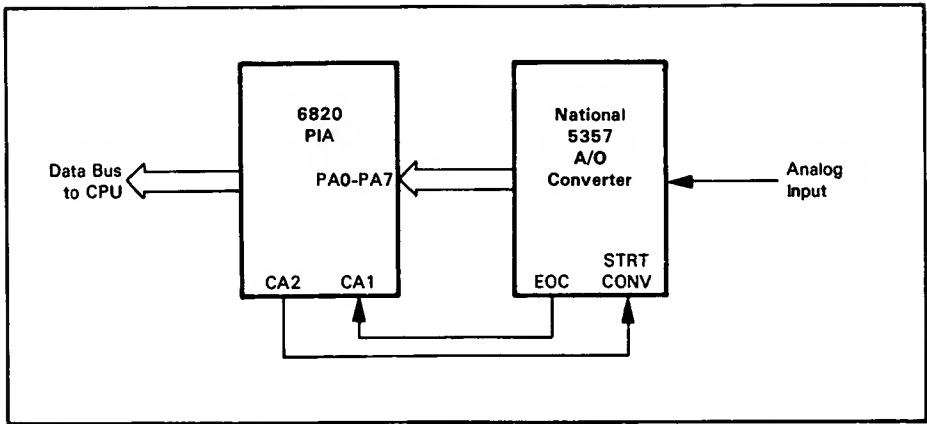 6820
PIA
National
5357
A/O
Converter
Data Bus
to CPU
PA0-PA7
Analog
Input
CA2
CA1
EOC
STRT
CONV